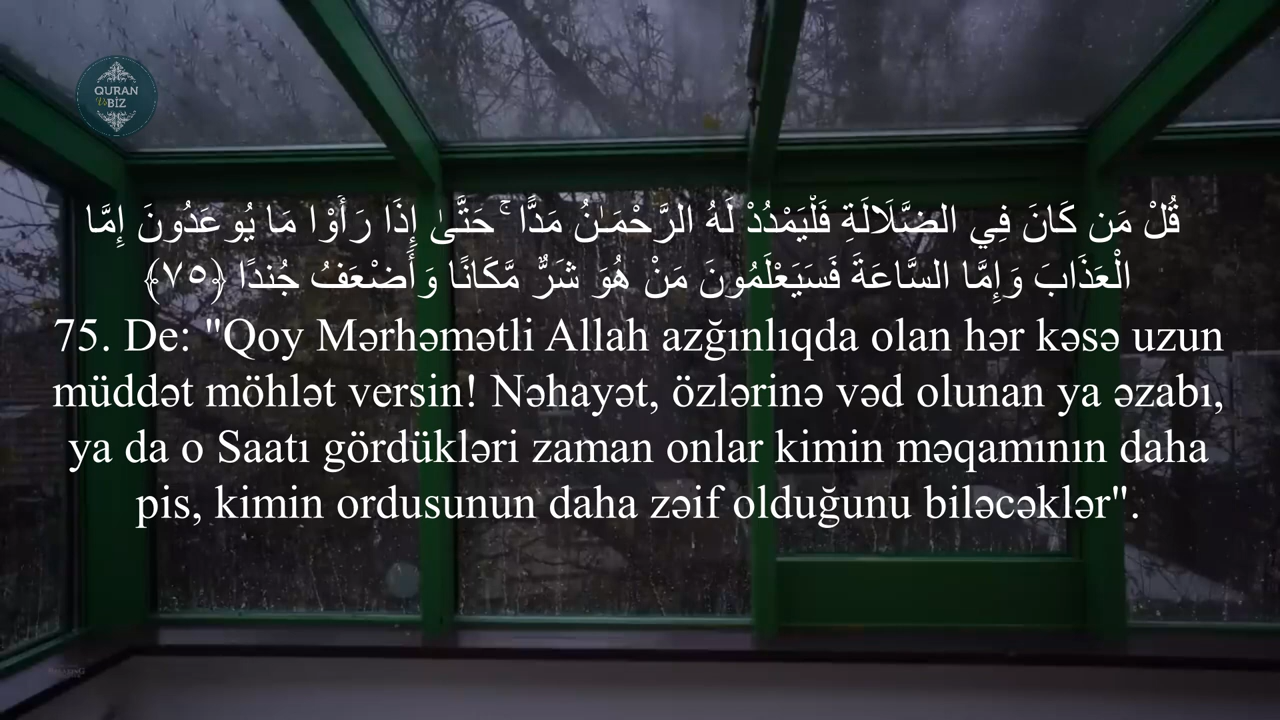 QURAN
Və BİZ
قُلْ مَن كَانَ فِي الضَّلَالَةِ فَلْيَمْدُدْ لَهُ الرَّحْمَـٰنُ مَدًّا ۚ حَتَّىٰ إِذَا رَأَوْا مَا يُوعَدُونَ إِمَّا
الْعَذَابَ وَإِمَّا السَّاعَةَ فَسَيَعْلَمُونَ مَنْ هُوَ شَرٌّ مَّكَانًا وَأَضْعَفُ جُندًا ﴿٧٥﴾
75. De: "Qoy Mərhəmətli Allah azğınlıqda olan hər kəsə uzun
müddət möhlət versin! Nəhayət, özlərinə vəd olunan ya əzabı,
ya da o Saatı gördükləri zaman onlar kimin məqamının daha
pis, kimin ordusunun daha zəif olduğunu biləcəklər".